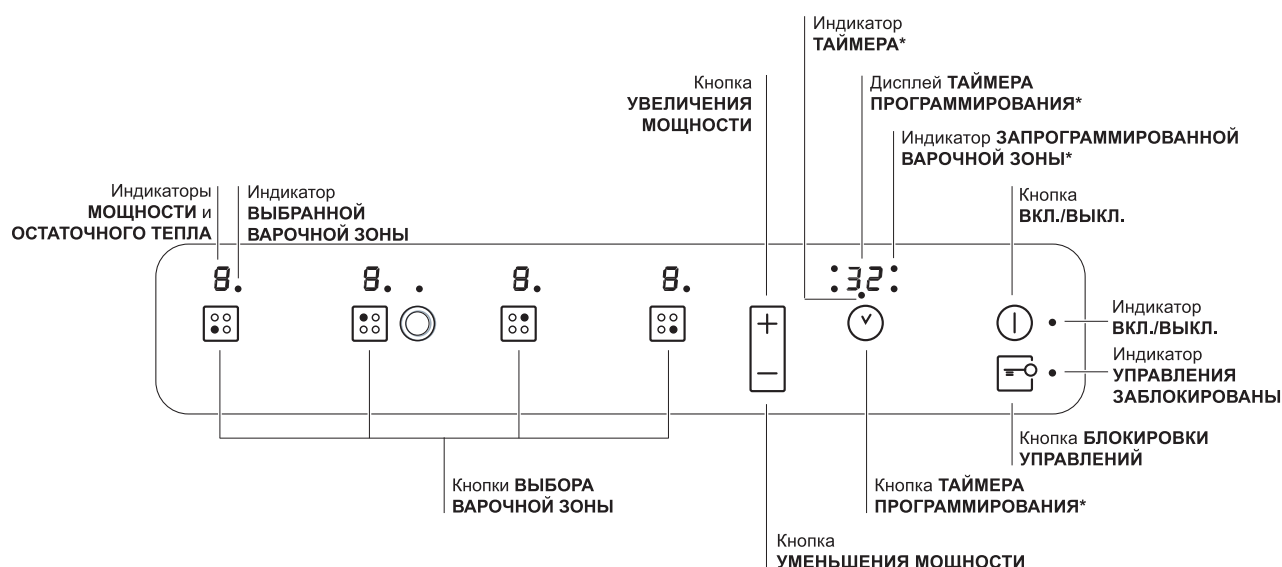 Индикатор
ТАЙМЕРА*
Кнопка
УВЕЛИЧЕНИЯ
МОЩНОСТИ
Дисплей ТАЙМЕРА
ПРОГРАММИРОВАНИЯ*
Индикатор ЗАПРОГРАММИРОВАННОЙ
ВАРОЧНОЙ ЗОНЫ*
Индикаторы
МОЩНОСТИ и
ОСТАТОЧНОГО ТЕПЛА
Индикатор
ВЫБРАННОЙ
ВАРОЧНОЙ ЗОНЫ
Кнопка
ВКЛ./ВЫКЛ.
8. 8. 8. 8. 32
Индикатор
ВКЛ./ВЫКЛ.
Индикатор
УПРАВЛЕНИЯ
ЗАБЛОКИРОВАНЫ
Кнопка БЛОКИРОВКИ
УПРАВЛЕНИЙ
Кнопки ВЫБОРА
ВАРОЧНОЙ ЗОНЫ
Кнопка ТАЙМЕРА
ПРОГРАММИРОВАНИЯ*
Кнопка
УМЕНЬШЕНИЯ МОЩНОСТИ